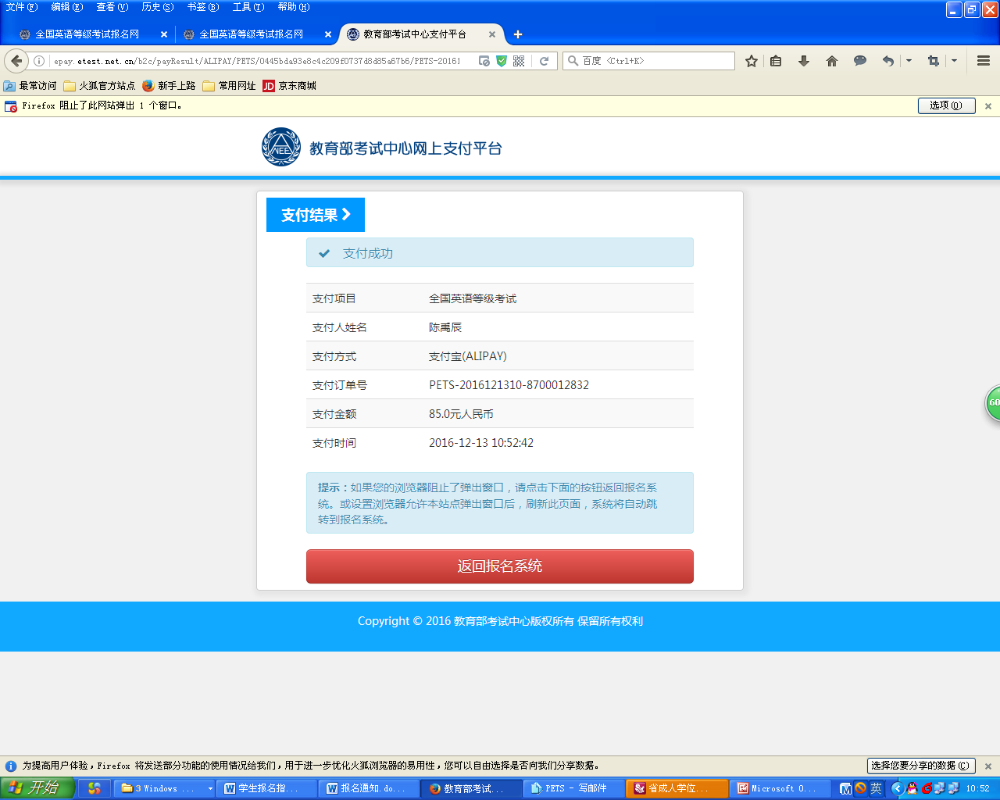 文件(F) 编辑(E) 查看(V) 历史(S) 书签(B) 工具(T) 帮助(H)
全国英语等级考试报名网 全国英语等级考试报名网 教育部考试中心支付平台
百度 <Ctrl+K>
最常访问 火狐官方站点 新手上路 常用网址 JD 京东商城
Firefox 阻止了此网站弹出 1 个窗口。 选项(O)
NEE 教育部考试中心网上支付平台
支付结果
支付成功
支付项目 全国英语等级考试
支付人姓名 陈禹辰
支付方式 支付宝(ALIPAY)
支付订单号 PETS-2016121310-8700012832
支付金额 85.0元人民币
支付时间 2016-12-13 10:52:42
提示：如果您的浏览器阻止了弹出窗口，请点击下面的按钮返回报名系
统。或设置浏览器允许本站点弹出窗口后，刷新此页面，系统将自动跳
转到报名系统。
返回报名系统
60
Copyright © 2016 教育部考试中心版权所有 保留所有权利
为提高用户体验，Firefox 将发送部分功能的使用情况给我们，用于进一步优化火狐浏览器的易用性，您可以自由选择是否向我们分享数据。 选择您要分享的数据(C)
开始 3 Windows ... 学生报名指... 报名通知.do... 教育部考试... PETS - 写邮件 省成人学位... Microsoft O... 英 10:52